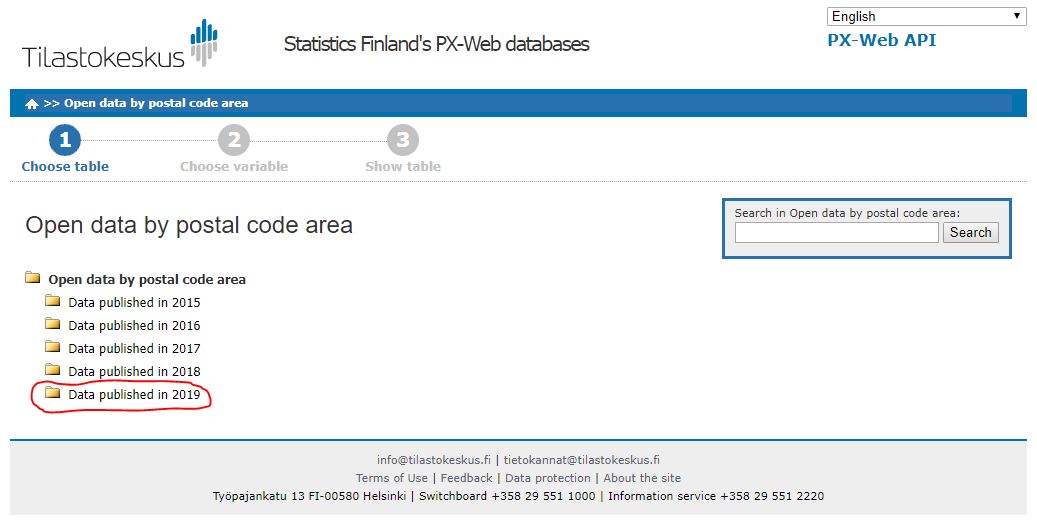 English
PX-Web API
Tilastokeskus
Statistics Finland's PX-Web databases
>> Open data by postal code area
1 2 3
Choose table Choose variable Show table
Open data by postal code area
Search in Open data by postal code area:
Search
Open data by postal code area
Data published in 2015
Data published in 2016
Data published in 2017
Data published in 2018
Data published in 2019
info@tilastokeskus.fi | tietokannat@tilastokeskus.fi
Terms of Use | Feedback | Data protection | About the site
Työpajankatu 13 FI-00580 Helsinki | Switchboard +358 29 551 1000 | Information service +358 29 551 2220